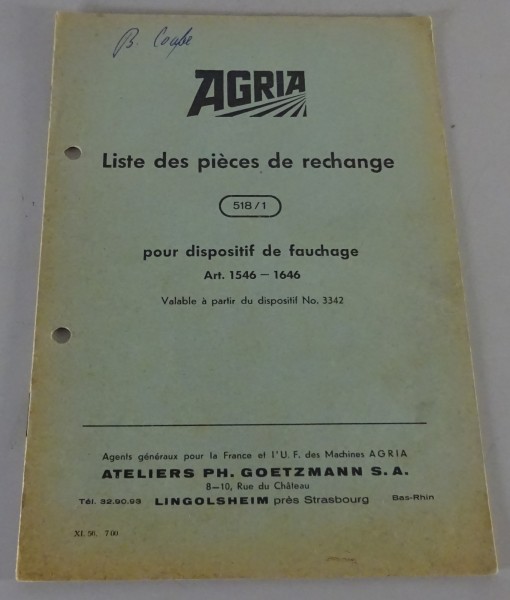 B. Coupe
AGRIA
Liste des pièces de rechange
518/1
pour dispositif de fauchage
Art. 1546 – 1646
Valable à partir du dispositif No. 3342
Agents généraux pour la France et l'U.F. des Machines AGRIA
ATELIERS PH. GOETZMANN S.A.
8–10, Rue du Château
Tél. 32.90.93 LINGOLSHEIM près Strasbourg Bas-Rhin
XI. 56. 700